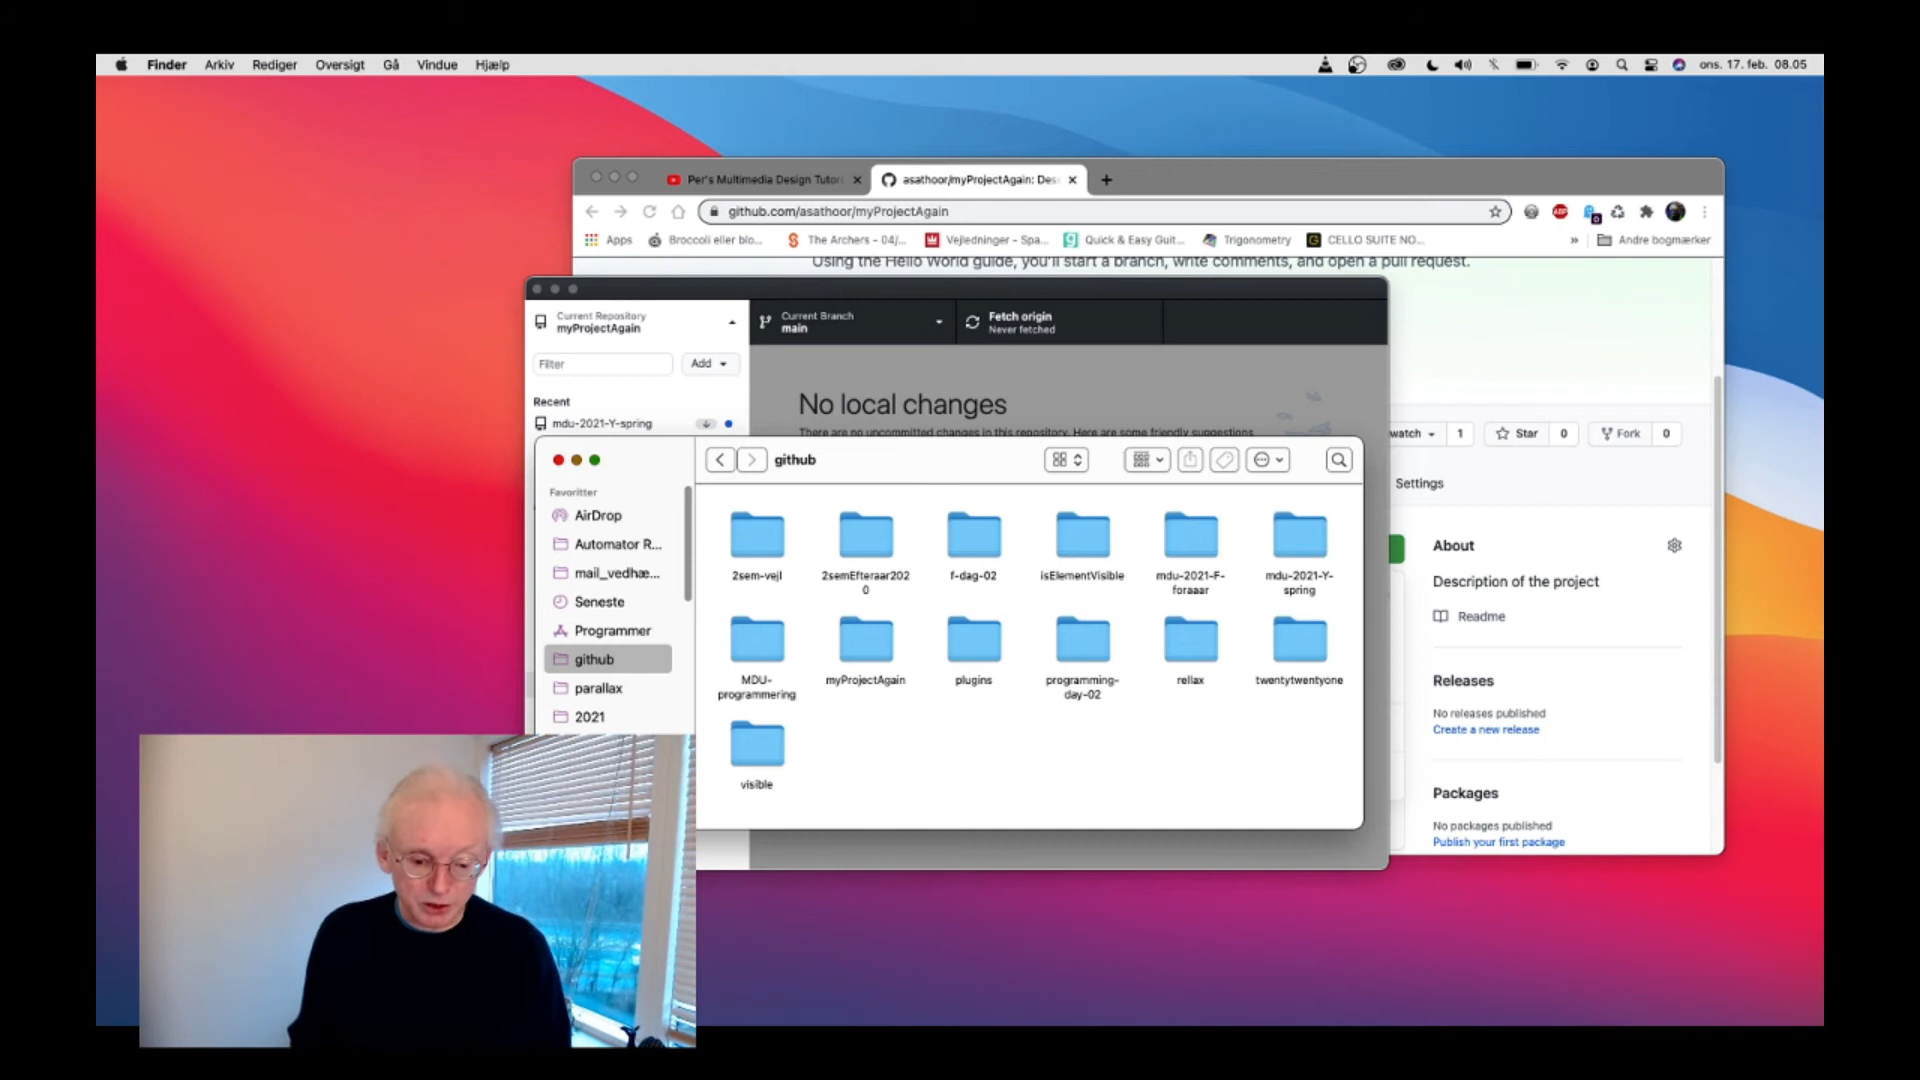 Finder Arkiv Rediger Oversigt Gå Vindue Hjælp
ons. 17. feb. 08.05
Per's Multimedia Design Tutori
asathoor/myProjectAgain: Des
github.com/asathoor/myProjectAgain
ABP
Apps
Broccoli eller blo...
The Archers – 04/...
Vejledninger – Spa...
Quick & Easy Guit...
Trigonometry
CELLO SUITE NO...
»
Andre bogmærker
Using the Hello World guide, you'll start a branch, write comments, and open a pull request.
Current Repository
myProjectAgain
Current Branch
main
Fetch origin
Never fetched
Filter
Add
Recent
mdu-2021-Y-spring
No local changes
There are no uncommitted changes in this repository. Here are some friendly suggestions
watch 1 Star 0 Fork 0
Settings
github
Favoritter
AirDrop
Automator R...
mail_vedhæ...
Seneste
Programmer
github
parallax
2021
2sem-vejl
2semEfteraar202
0
f-dag-02
isElementVisible
mdu-2021-F-
foraaar
mdu-2021-Y-
spring
MDU-
programmering
myProjectAgain
plugins
programming-
day-02
rellax
twentytwentyone
visible
About
Description of the project
Readme
Releases
No releases published
Create a new release
Packages
No packages published
Publish your first package